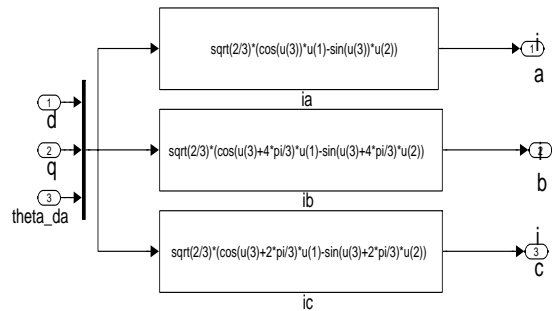 sqrt(2/3)*(cos(u(3))*u(1)-sin(u(3))*u(2))
ia
1
i
a
1
d
2
q
3
theta_da
sqrt(2/3)*(cos(u(3)+4*pi/3)*u(1)-sin(u(3)+4*pi/3)*u(2))
ib
2
i
b
sqrt(2/3)*(cos(u(3)+2*pi/3)*u(1)-sin(u(3)+2*pi/3)*u(2))
ic
i
3
c